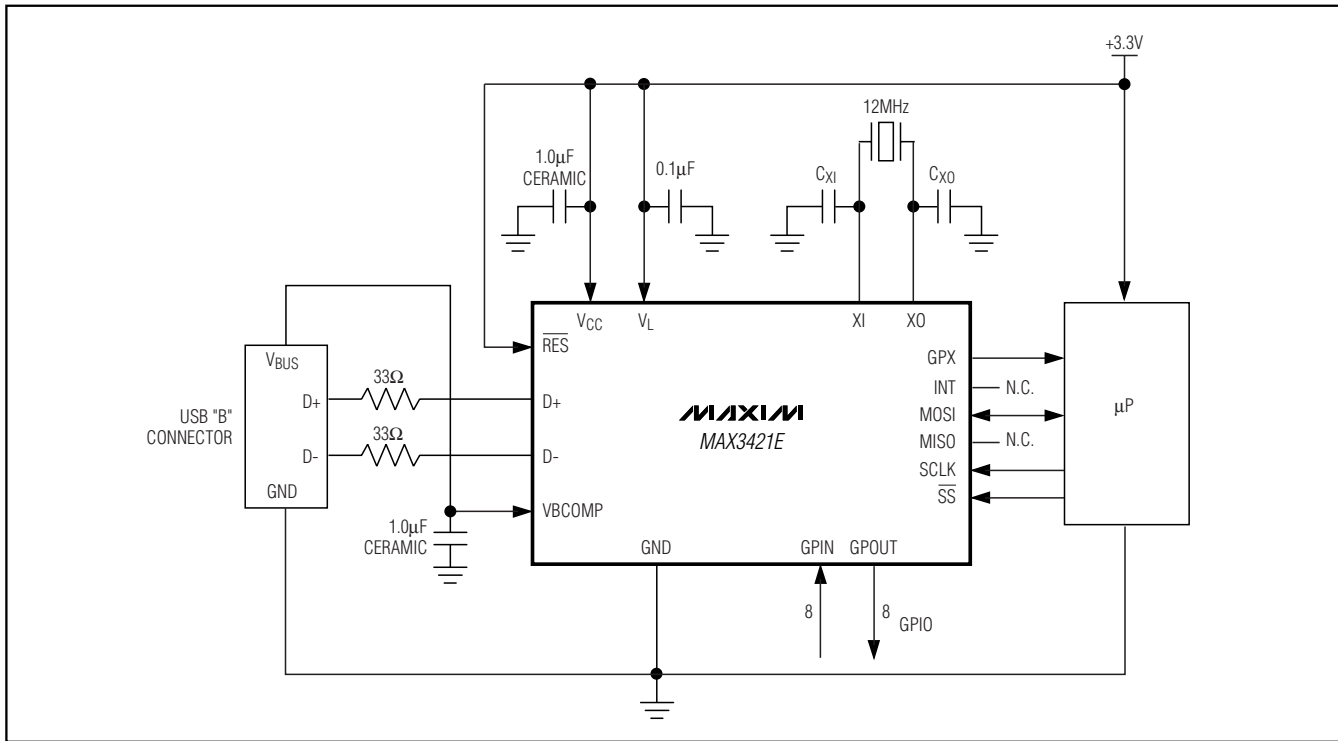 +3.3V
12MHz
1.0µF
CERAMIC
0.1µF
CXI
CXO
VCC
VL
XI
XO
RES
VBUS
D+
D-
GND
USB "B"
CONNECTOR
33Ω
33Ω
D+
D-
VBCOMP
1.0µF
CERAMIC
MAXIM
MAX3421E
GPX
INT
N.C.
MOSI
MISO
N.C.
SCLK
SS
µP
GND
GPIN
GPOUT
8
8
GPIO